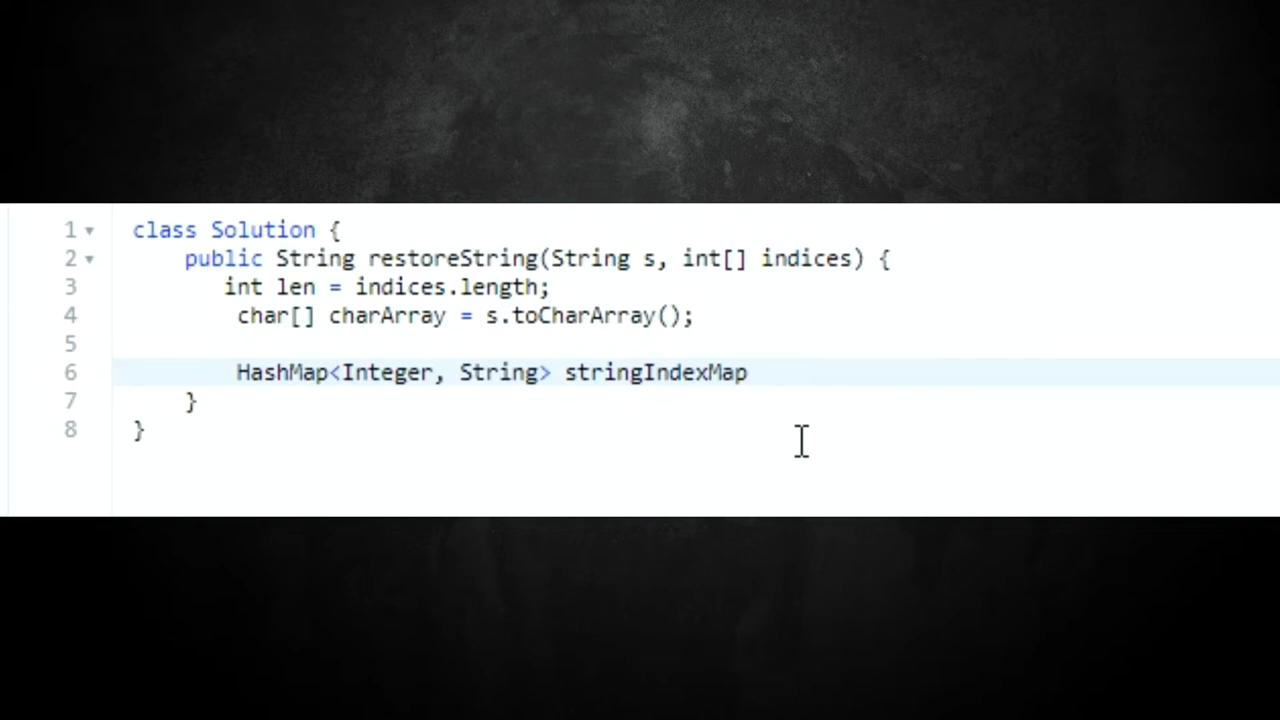 1 class Solution {
2 public String restoreString(String s, int[] indices) {
3 int len = indices.length;
4 char[] charArray = s.toCharArray();
5
6 HashMap<Integer, String> stringIndexMap
7 }
8 }